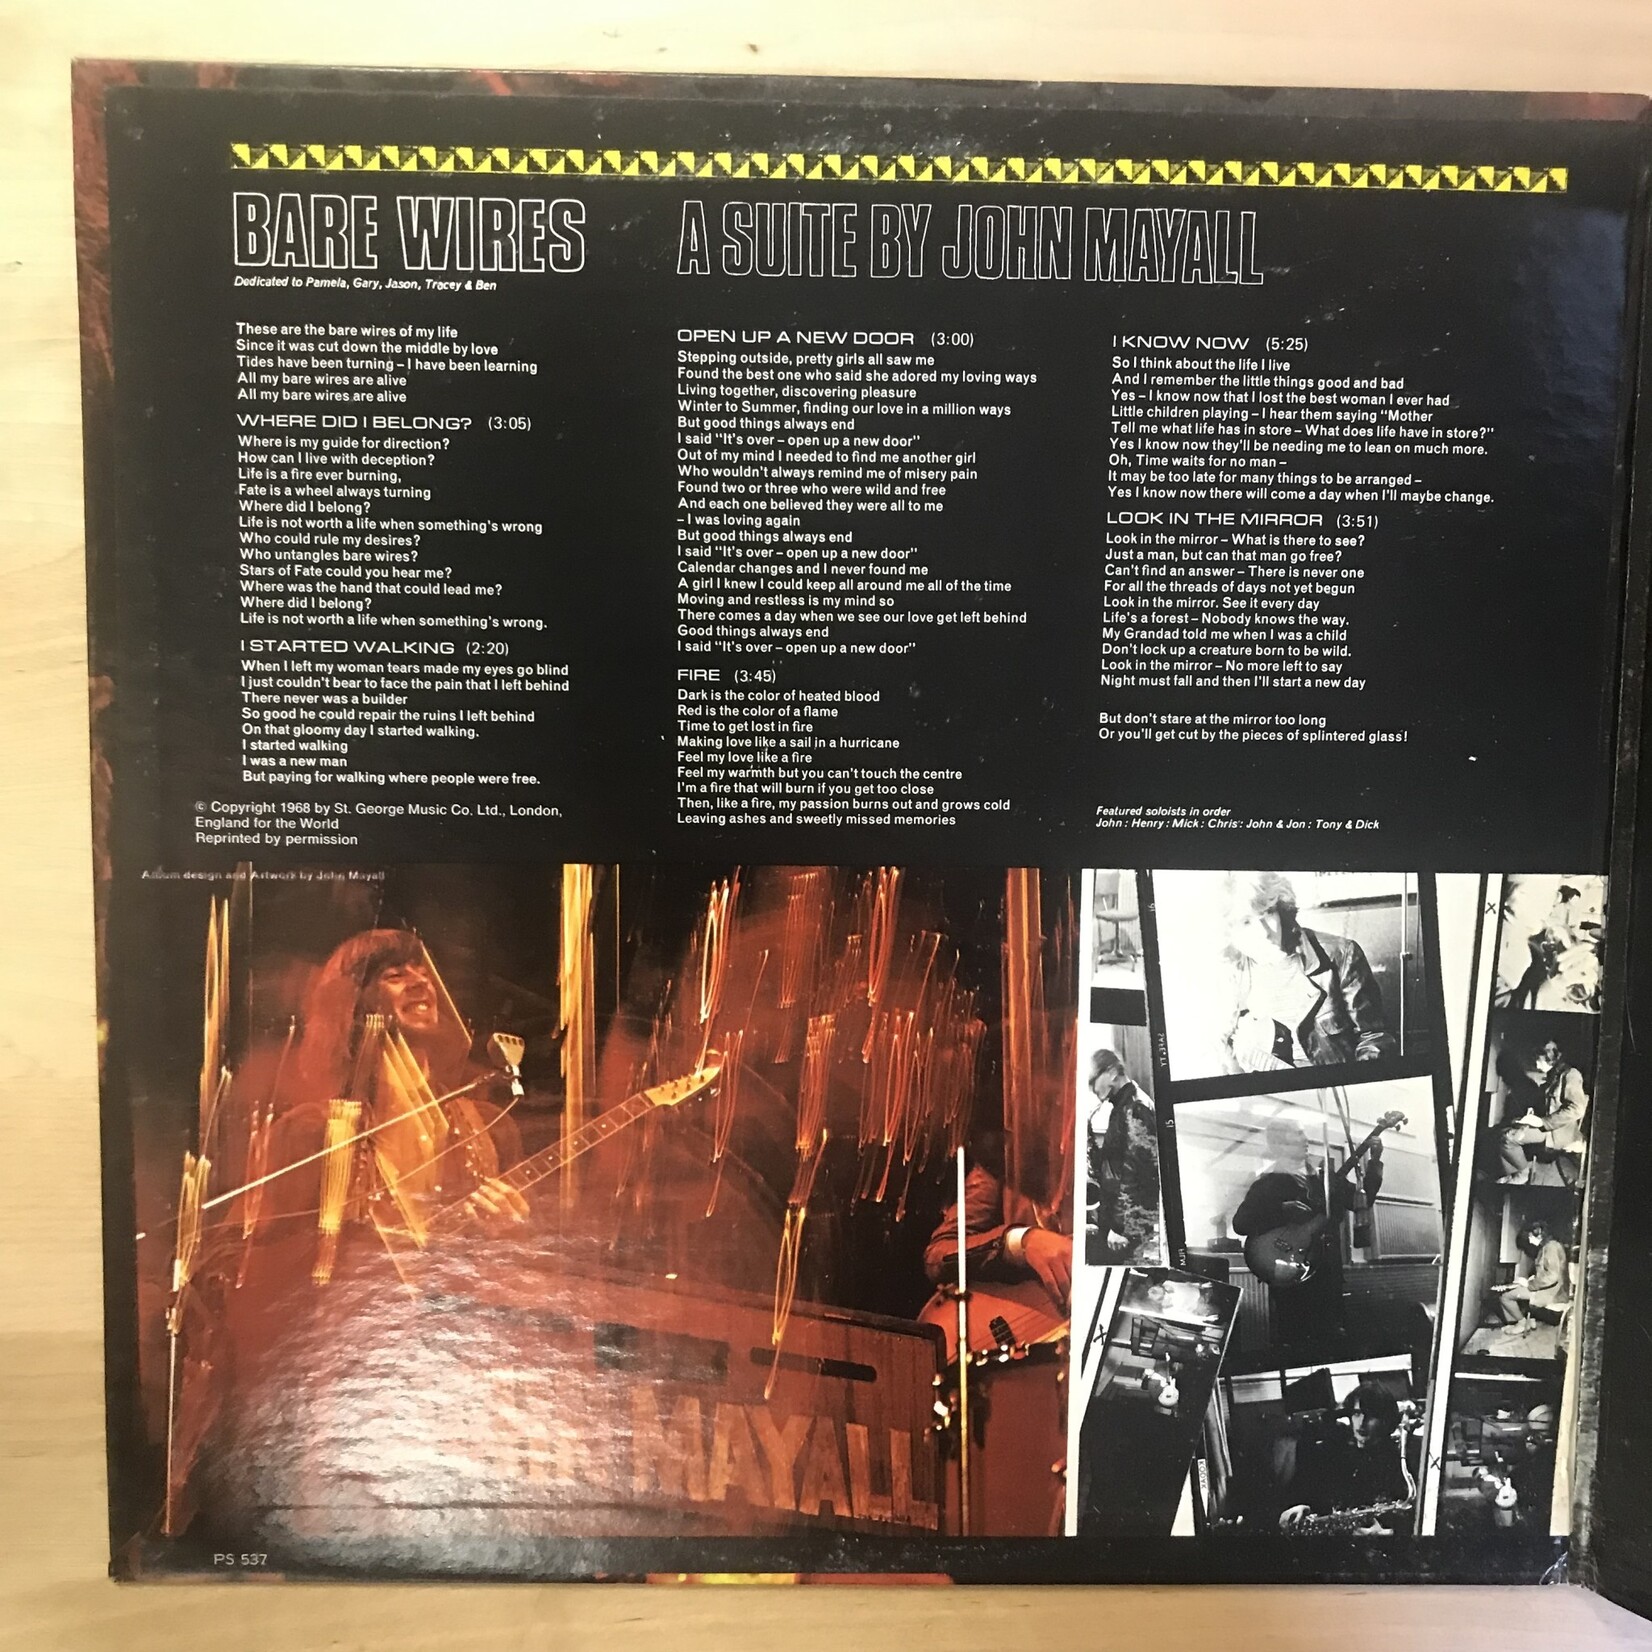 BARE WIRES A SUITE BY JOHN MAYALL
Dedicated to Pamela, Gary, Jason, Tracey & Ben
These are the bare wires of my life
Since it was cut down the middle by love
Tides have been turning – I have been learning
All my bare wires are alive
All my bare wires are alive
WHERE DID I BELONG? (3:05)
Where is my guide for direction?
How can I live with deception?
Life is a fire ever burning,
Fate is a wheel always turning
Where did I belong?
Life is not worth a life when something's wrong
Who could rule my desires?
Who untangles bare wires?
Stars of Fate could you hear me?
Where was the hand that could lead me?
Where did I belong?
Life is not worth a life when something's wrong.
I STARTED WALKING (2:20)
When I left my woman tears made my eyes go blind
I just couldn't bear to face the pain that I left behind
There never was a builder
So good he could repair the ruins I left behind
On that gloomy day I started walking.
I started walking
I was a new man
But paying for walking where people were free.
© Copyright 1968 by St. George Music Co. Ltd., London,
England for the World
Reprinted by permission
OPEN UP A NEW DOOR (3:00)
Stepping outside, pretty girls all saw me
Found the best one who said she adored my loving ways
Living together, discovering pleasure
Winter to Summer, finding our love in a million ways
But good things always end
I said "It's over – open up a new door"
Out of my mind I needed to find me another girl
Who wouldn't always remind me of misery pain
Found two or three who were wild and free
And each one believed they were all to me
– I was loving again
But good things always end
I said "It's over – open up a new door"
Calendar changes and I never found me
A girl I knew I could keep all around me all of the time
Moving and restless is my mind so
There comes a day when we see our love get left behind
Good things always end
I said "It's over – open up a new door"
FIRE (3:45)
Dark is the color of heated blood
Red is the color of a flame
Time to get lost in fire
Making love like a sail in a hurricane
Feel my love like a fire
Feel my warmth but you can't touch the centre
I'm a fire that will burn if you get too close
Then, like a fire, my passion burns out and grows cold
Leaving ashes and sweetly missed memories
I KNOW NOW (5:25)
So I think about the life I live
And I remember the little things good and bad
Yes – I know now that I lost the best woman I ever had
Little children playing – I hear them saying "Mother
Tell me what life has in store – What does life have in store?"
Yes I know now they'll be needing me to lean on much more.
Oh, Time waits for no man –
It may be too late for many things to be arranged –
Yes I know now there will come a day when I'll maybe change.
LOOK IN THE MIRROR (3:51)
Look in the mirror – What is there to see?
Just a man, but can that man go free?
Can't find an answer – There is never one
For all the threads of days not yet begun
Look in the mirror. See it every day
Life's a forest – Nobody knows the way.
My Grandad told me when I was a child
Don't lock up a creature born to be wild.
Look in the mirror – No more left to say
Night must fall and then I'll start a new day
But don't stare at the mirror too long
Or you'll get cut by the pieces of splintered glass!
Featured soloists in order
John : Henry : Mick : Chris : John & Jon : Tony & Dick
Album design and Artwork by John Mayall
MAYALL
PS 537